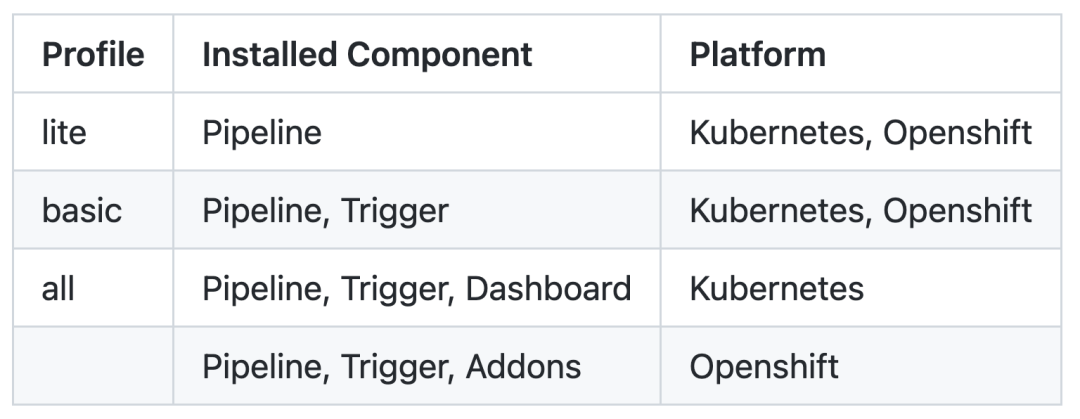 Profile Installed Component Platform
lite Pipeline Kubernetes, Openshift
basic Pipeline, Trigger Kubernetes, Openshift
all Pipeline, Trigger, Dashboard Kubernetes
Pipeline, Trigger, Addons Openshift